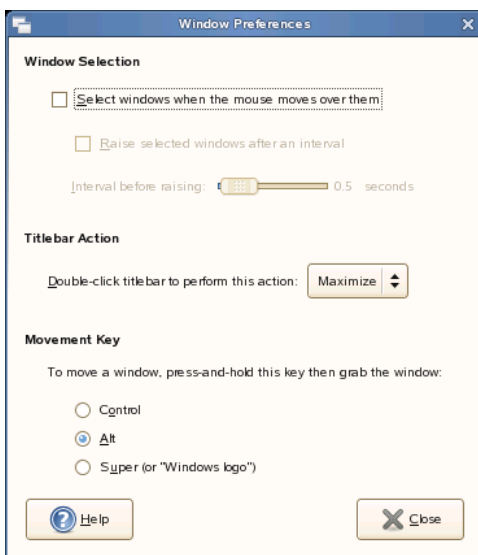 Window Preferences
Window Selection
Select windows when the mouse moves over them
Raise selected windows after an interval
Interval before raising: 0.5 seconds
Titlebar Action
Double-click titlebar to perform this action: Maximize
Movement Key
To move a window, press-and-hold this key then grab the window:
Control
Alt
Super (or "Windows logo")
Help Close